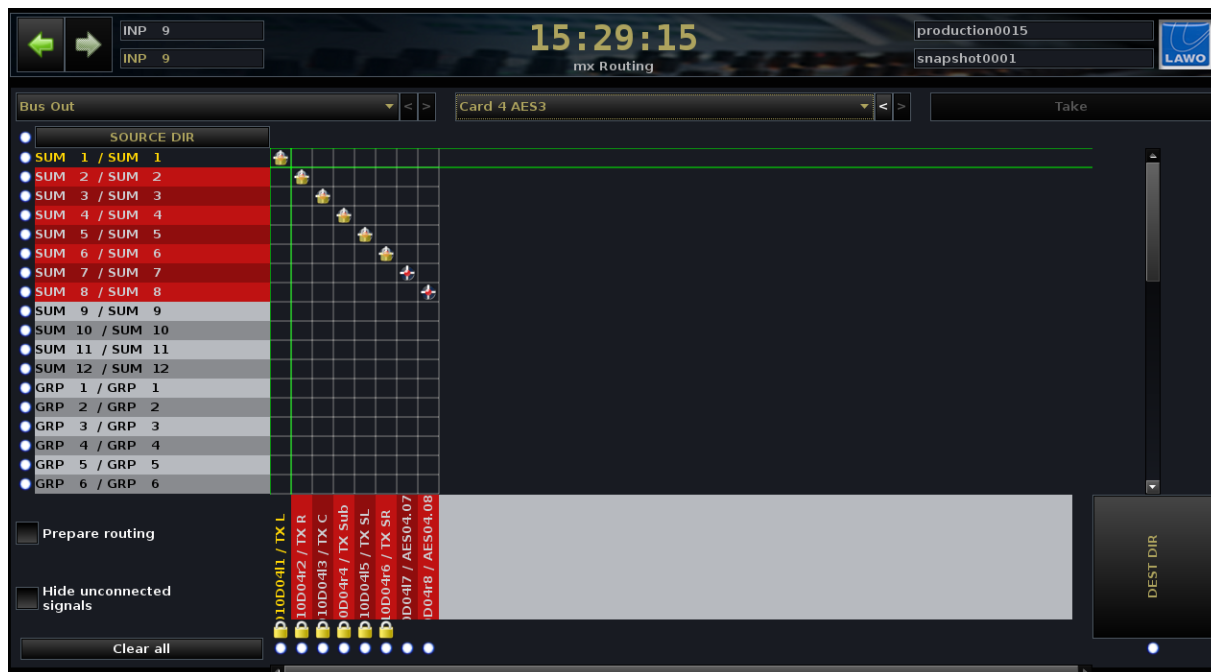 INP 9
INP 9
15:29:15
mx Routing
production0015
snapshot0001
LAWO
Bus Out
< >
Card 4 AES3
< >
Take
SOURCE DIR
SUM 1 / SUM 1
SUM 2 / SUM 2
SUM 3 / SUM 3
SUM 4 / SUM 4
SUM 5 / SUM 5
SUM 6 / SUM 6
SUM 7 / SUM 7
SUM 8 / SUM 8
SUM 9 / SUM 9
SUM 10 / SUM 10
SUM 11 / SUM 11
SUM 12 / SUM 12
GRP 1 / GRP 1
GRP 2 / GRP 2
GRP 3 / GRP 3
GRP 4 / GRP 4
GRP 5 / GRP 5
GRP 6 / GRP 6
Prepare routing
Hide unconnected
signals
Clear all
10D04l1 / TX L
10D04r2 / TX R
10D04l3 / TX C
0D04r4 / TX Sub
10D04l5 / TX SL
10D04r6 / TX SR
0D04l7 / AES04.07
D04r8 / AES04.08
DEST DIR